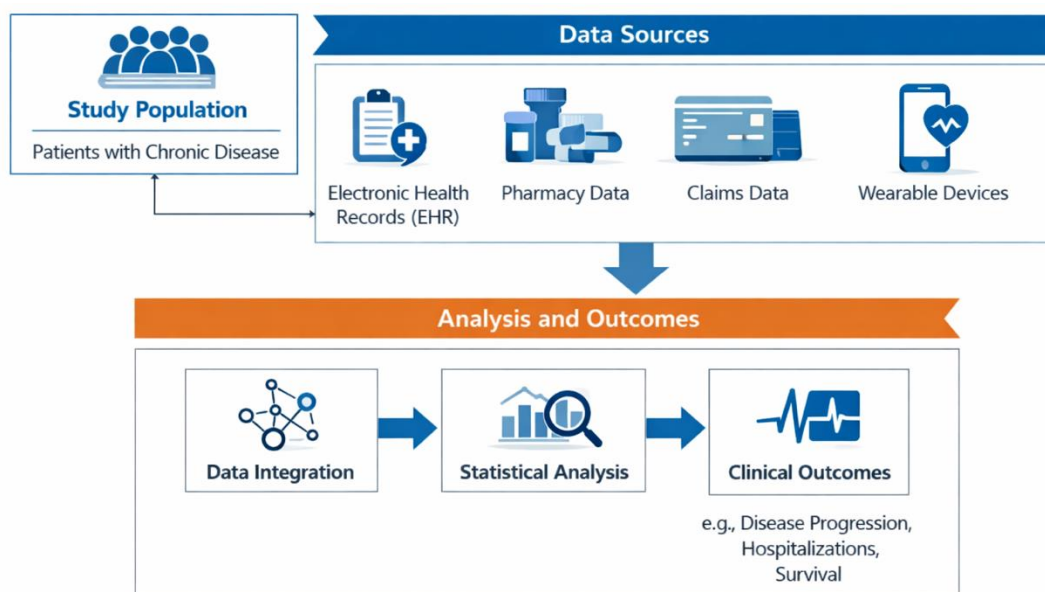 Data Sources
Study Population
Patients with Chronic Disease
Electronic Health
Records (EHR)
Pharmacy Data
Claims Data
Wearable Devices
Analysis and Outcomes
Data Integration
Statistical Analysis
Clinical Outcomes
e.g., Disease Progression,
Hospitalizations,
Survival